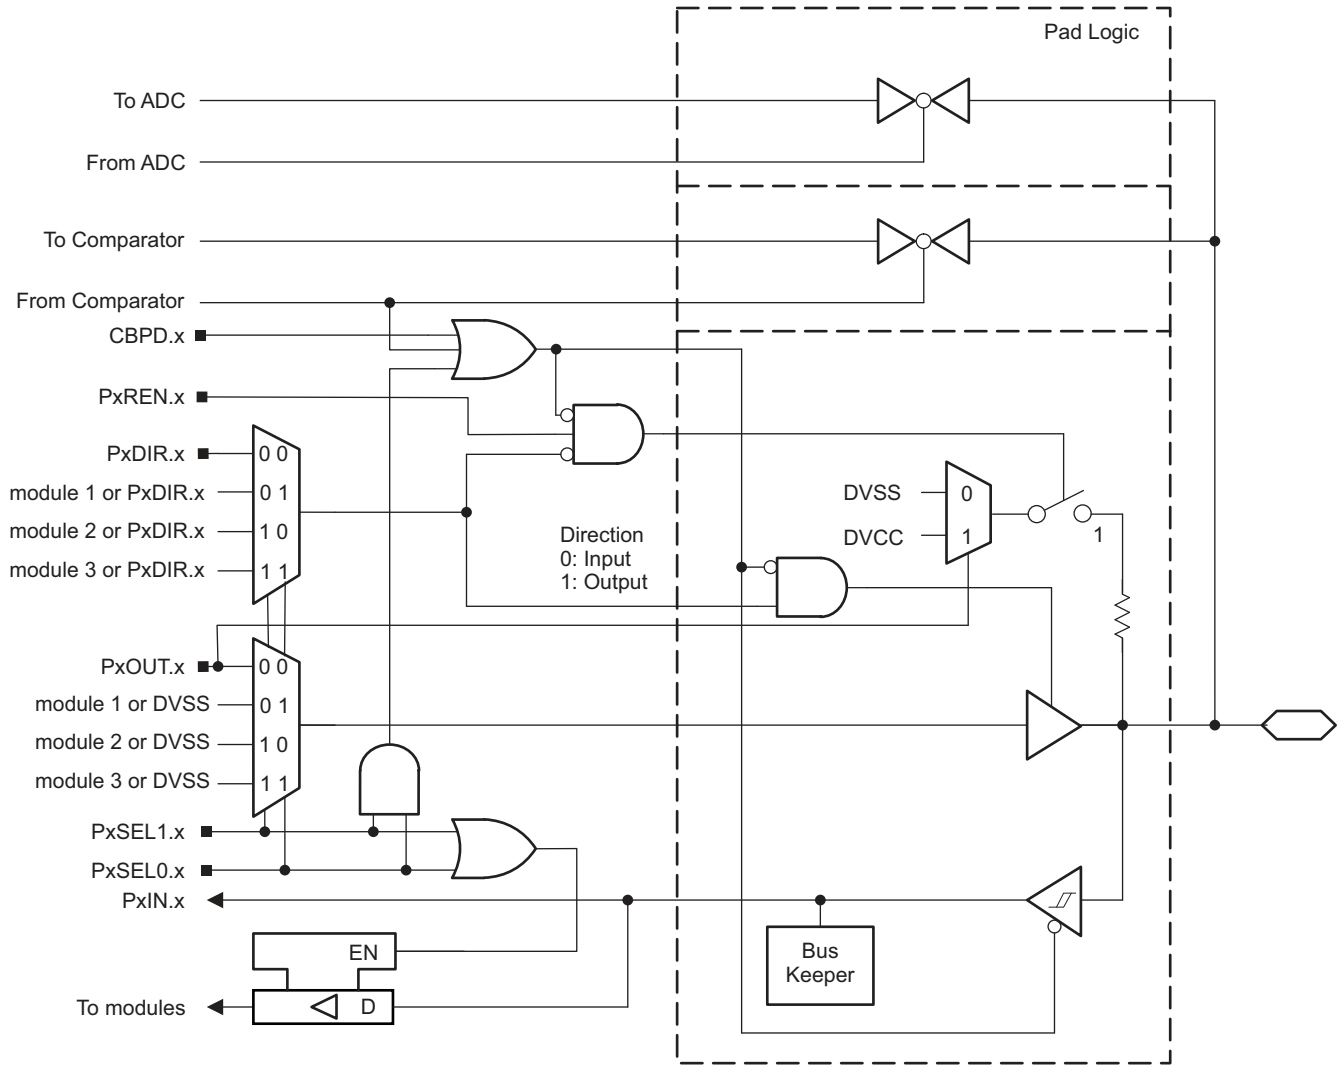 Pad Logic
To ADC
From ADC
To Comparator
From Comparator
CBPD.x
PxREN.x
PxDIR.x
0 0
module 1 or PxDIR.x
0 1
module 2 or PxDIR.x
1 0
module 3 or PxDIR.x
1 1
Direction
0: Input
1: Output
DVSS
0
DVCC
1
1
PxOUT.x
0 0
module 1 or DVSS
0 1
module 2 or DVSS
1 0
module 3 or DVSS
1 1
PxSEL1.x
PxSEL0.x
PxIN.x
Bus
Keeper
EN
To modules
D